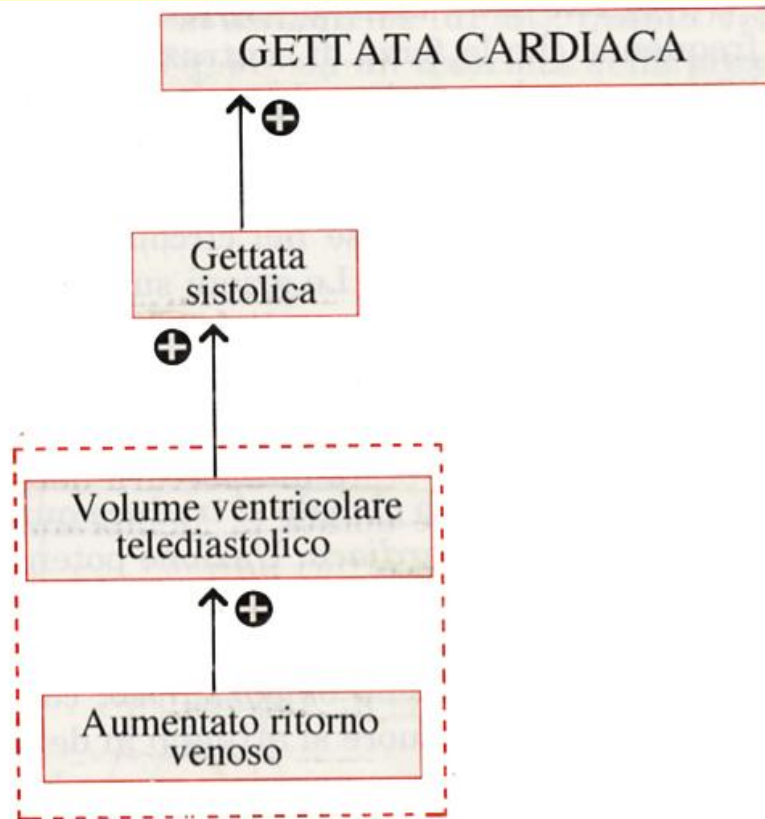 GETTATA CARDIACA
+
Gettata
sistolica
+
Volume ventricolare
telediastolico
+
Aumentato ritorno
venoso